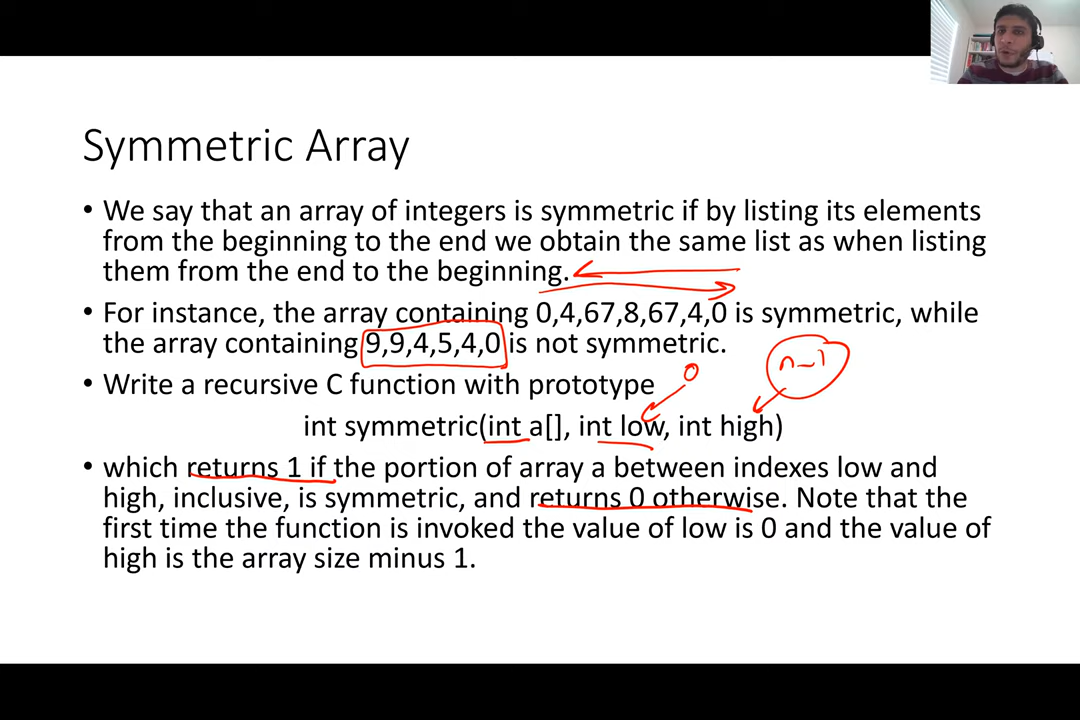 Symmetric Array
• We say that an array of integers is symmetric if by listing its elements
from the beginning to the end we obtain the same list as when listing
them from the end to the beginning.
• For instance, the array containing 0,4,67,8,67,4,0 is symmetric, while
the array containing 9,9,4,5,4,0 is not symmetric.
0
n-1
• Write a recursive C function with prototype
int symmetric(int a[], int low, int high)
• which returns 1 if the portion of array a between indexes low and
high, inclusive, is symmetric, and returns 0 otherwise. Note that the
first time the function is invoked the value of low is 0 and the value of
high is the array size minus 1.